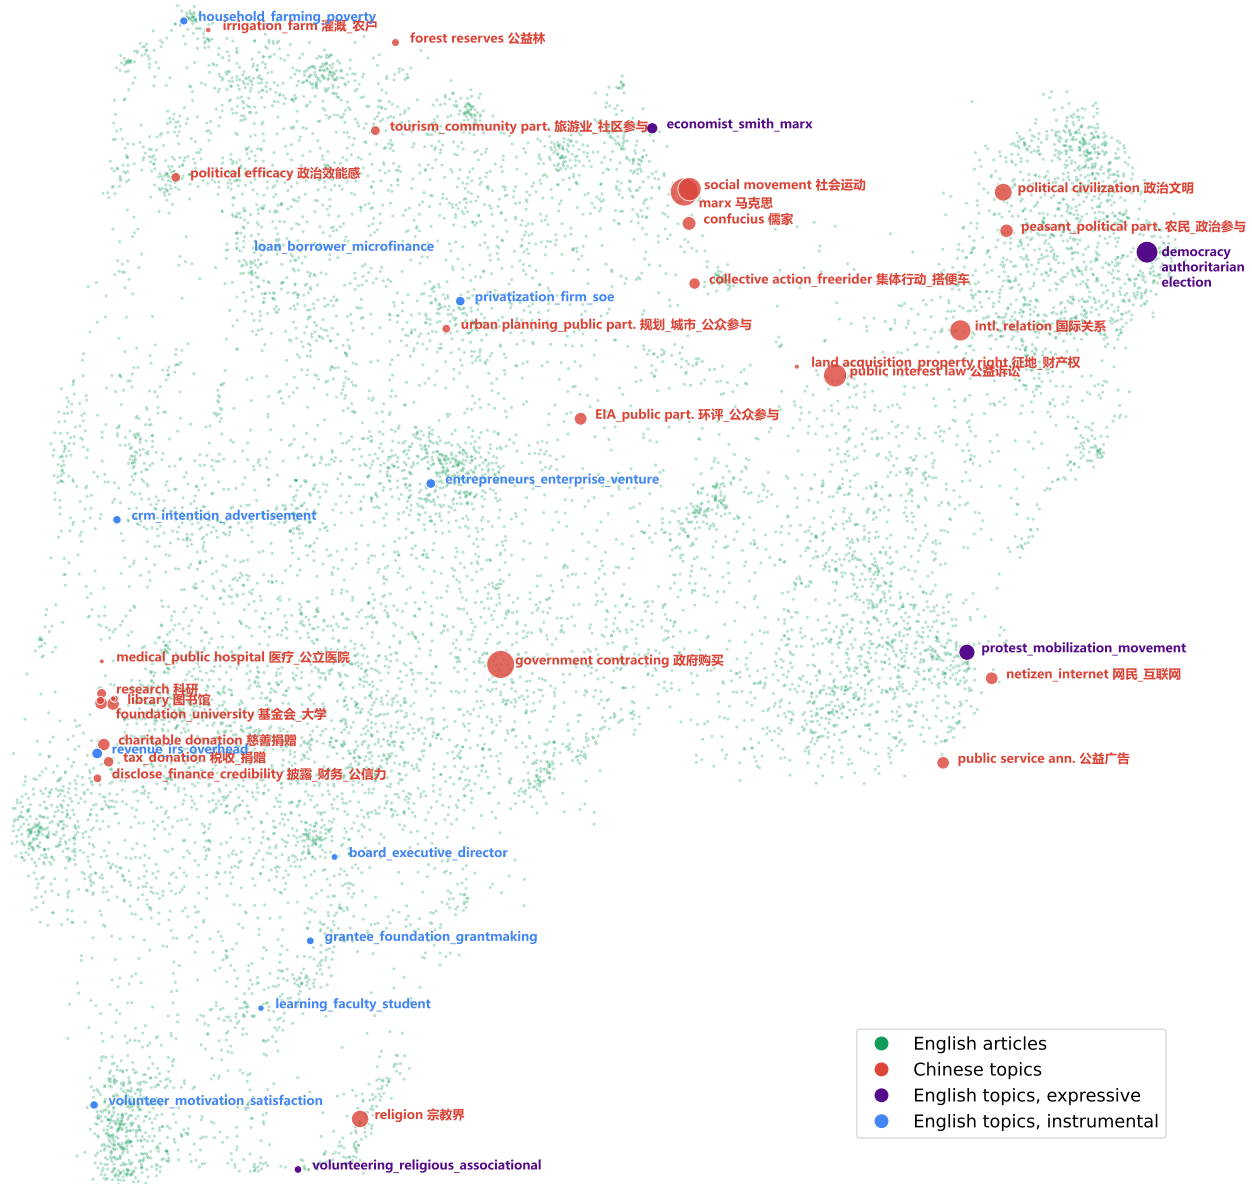 household_farming_poverty
irrigation_farm 灌溉_农户
forest reserves 公益林
tourism_community part. 旅游业_社区参与
economist_smith_marx
political efficacy 政治效能感
social movement 社会运动
marx 马克思
confucius 儒家
political civilization 政治文明
peasant_political part. 农民_政治参与
loan_borrower_microfinance
democracy
authoritarian
election
collective action_freerider 集体行动_搭便车
privatization_firm_soe
urban planning_public part. 规划_城市_公众参与
intl. relation 国际关系
land acquisition_property right 征地_财产权
public interest law 公益诉讼
EIA_public part. 环评_公众参与
entrepreneurs_enterprise_venture
crm_intention_advertisement
medical_public hospital 医疗_公立医院
government contracting 政府购买
protest_mobilization_movement
netizen_internet 网民_互联网
research 科研
library 图书馆
foundation_university 基金会_大学
charitable donation 慈善捐赠
revenue_irs_overhead
tax_donation 税收_捐赠
disclose_finance_credibility 披露_财务_公信力
public service ann. 公益广告
board_executive_director
grantee_foundation_grantmaking
learning_faculty_student
volunteer_motivation_satisfaction
religion 宗教界
volunteering_religious_associational
English articles
Chinese topics
English topics, expressive
English topics, instrumental